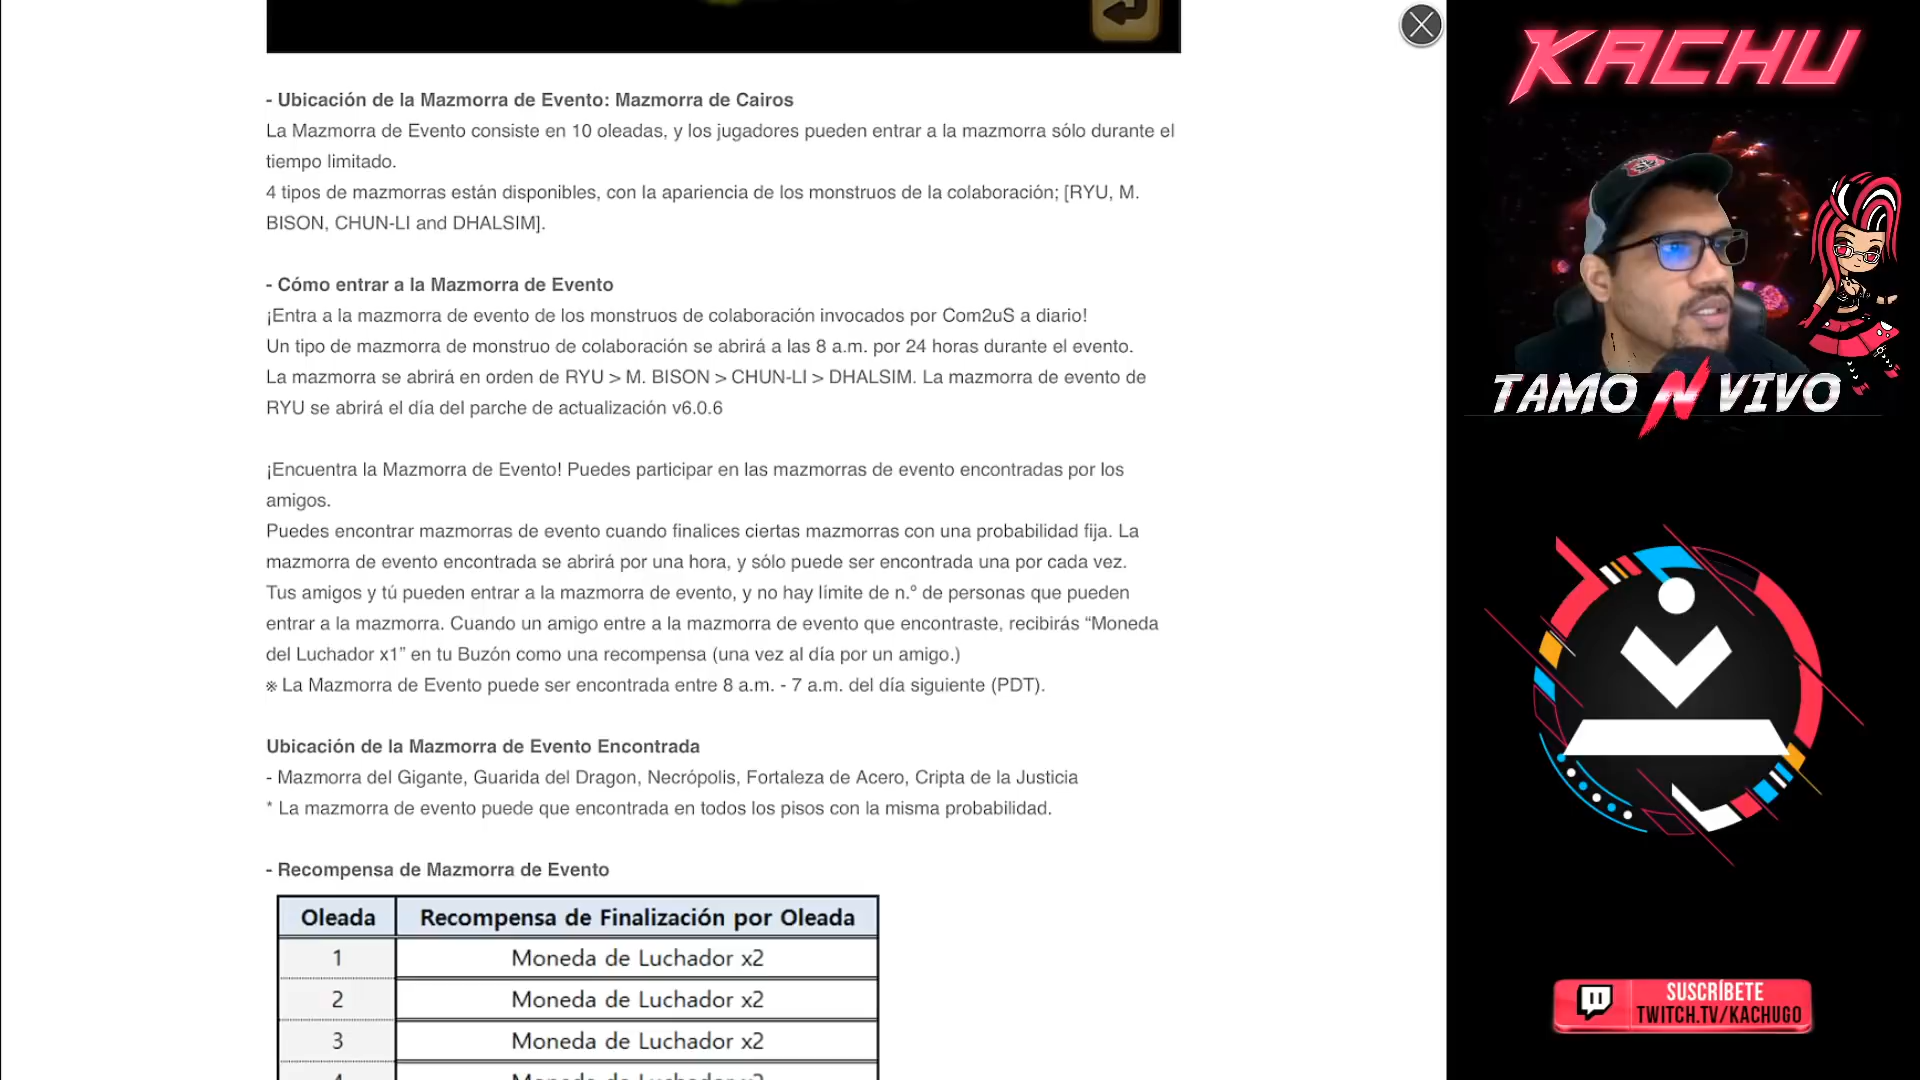 - Ubicación de la Mazmorra de Evento: Mazmorra de Cairos
La Mazmorra de Evento consiste en 10 oleadas, y los jugadores pueden entrar a la mazmorra sólo durante el
tiempo limitado.
4 tipos de mazmorras están disponibles, con la apariencia de los monstruos de la colaboración; [RYU, M.
BISON, CHUN-LI and DHALSIM].
- Cómo entrar a la Mazmorra de Evento
¡Entra a la mazmorra de evento de los monstruos de colaboración invocados por Com2uS a diario!
Un tipo de mazmorra de monstruo de colaboración se abrirá a las 8 a.m. por 24 horas durante el evento.
La mazmorra se abrirá en orden de RYU > M. BISON > CHUN-LI > DHALSIM. La mazmorra de evento de
RYU se abrirá el día del parche de actualización v6.0.6
¡Encuentra la Mazmorra de Evento! Puedes participar en las mazmorras de evento encontradas por los
amigos.
Puedes encontrar mazmorras de evento cuando finalices ciertas mazmorras con una probabilidad fija. La
mazmorra de evento encontrada se abrirá por una hora, y sólo puede ser encontrada una por cada vez.
Tus amigos y tú pueden entrar a la mazmorra de evento, y no hay límite de n.º de personas que pueden
entrar a la mazmorra. Cuando un amigo entre a la mazmorra de evento que encontraste, recibirás “Moneda
del Luchador x1” en tu Buzón como una recompensa (una vez al día por un amigo.)
※ La Mazmorra de Evento puede ser encontrada entre 8 a.m. - 7 a.m. del día siguiente (PDT).
Ubicación de la Mazmorra de Evento Encontrada
- Mazmorra del Gigante, Guarida del Dragon, Necrópolis, Fortaleza de Acero, Cripta de la Justicia
* La mazmorra de evento puede que encontrada en todos los pisos con la misma probabilidad.
- Recompensa de Mazmorra de Evento
Oleada Recompensa de Finalización por Oleada
1 Moneda de Luchador x2
2 Moneda de Luchador x2
3 Moneda de Luchador x2
4 Moneda de Luchador x2
KACHU
TAMO N VIVO
SUSCRÍBETE
TWITCH.TV/KACHUGO